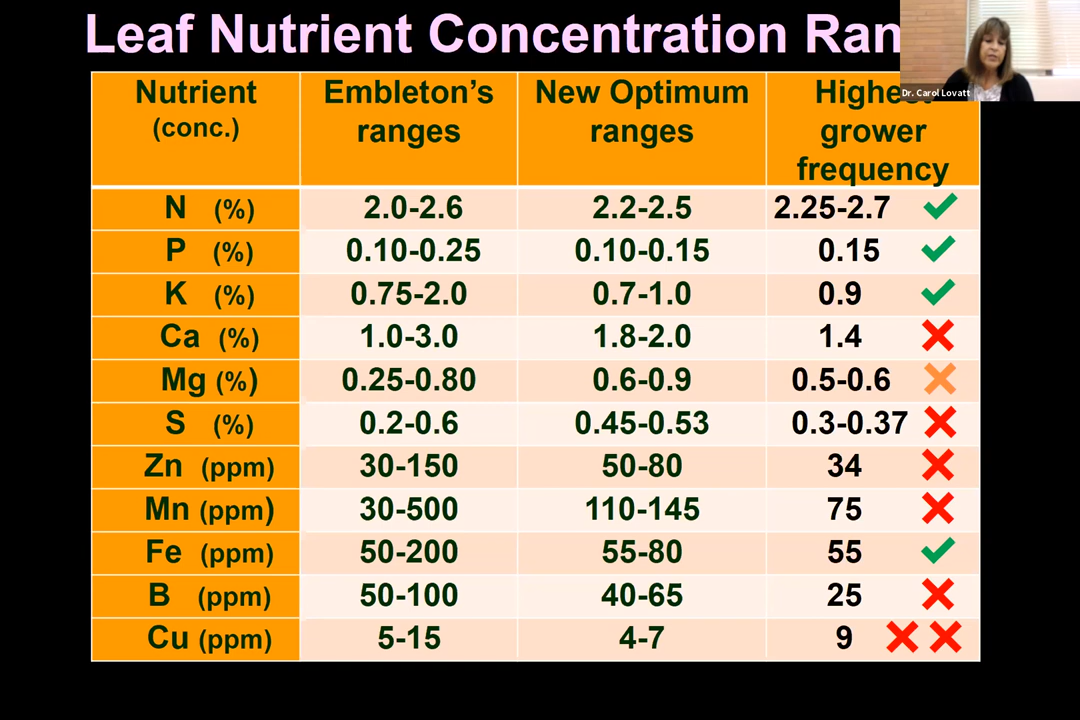 Leaf Nutrient Concentration Ran
Dr. Carol Lovatt
Nutrient (conc.) Embleton's ranges New Optimum ranges grower frequency
N (%) 2.0-2.6 2.2-2.5 2.25-2.7
P (%) 0.10-0.25 0.10-0.15 0.15
K (%) 0.75-2.0 0.7-1.0 0.9
Ca (%) 1.0-3.0 1.8-2.0 1.4
Mg (%) 0.25-0.80 0.6-0.9 0.5-0.6
S (%) 0.2-0.6 0.45-0.53 0.3-0.37
Zn (ppm) 30-150 50-80 34
Mn (ppm) 30-500 110-145 75
Fe (ppm) 50-200 55-80 55
B (ppm) 50-100 40-65 25
Cu (ppm) 5-15 4-7 9